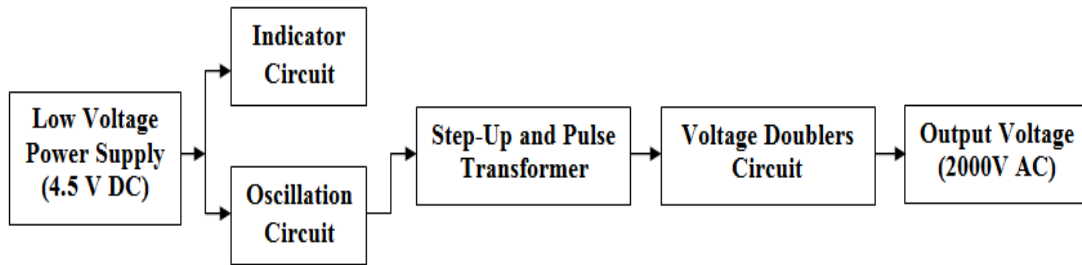 Low Voltage
Power Supply
(4.5 V DC)
Indicator
Circuit
Oscillation
Circuit
Step-Up and Pulse
Transformer
Voltage Doublers
Circuit
Output Voltage
(2000V AC)